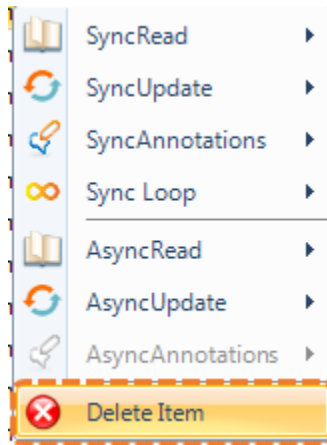 SyncRead
SyncUpdate
SyncAnnotations
Sync Loop
AsyncRead
AsyncUpdate
AsyncAnnotations
Delete Item